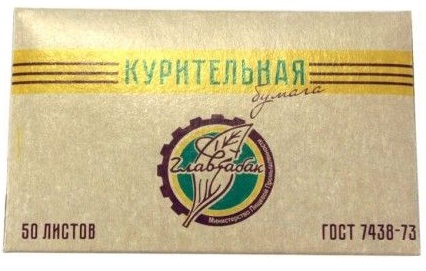 КУРИТЕЛЬНАЯ
бумага
Главтабак
Министерство Пищевой Промышленности
50 ЛИСТОВ
ГОСТ 7438-73